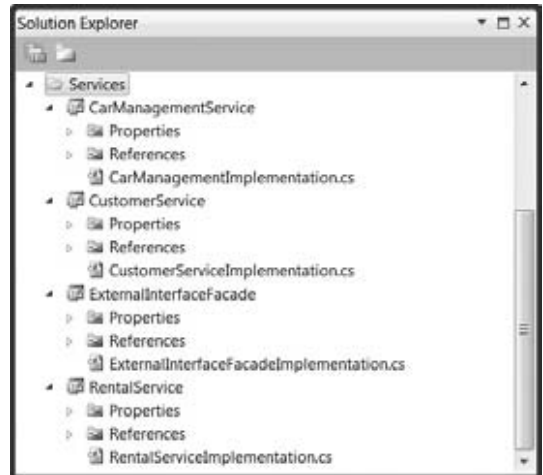 Solution Explorer
Services
CarManagementService
Properties
References
CarManagementImplementation.cs
CustomerService
Properties
References
CustomerServiceImplementation.cs
ExternalInterfaceFacade
Properties
References
ExternalInterfaceFacadeImplementation.cs
RentalService
Properties
References
RentalServiceImplementation.cs